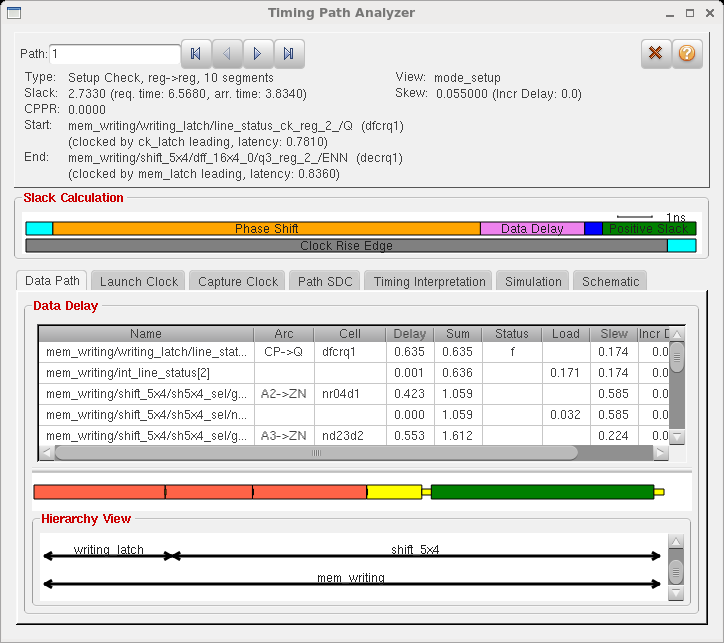 Timing Path Analyzer
Path: 1
Type: Setup Check, reg->reg, 10 segments View: mode_setup
Slack: 2.7330 (req. time: 6.5680, arr. time: 3.8340) Skew: 0.055000 (Incr Delay: 0.0)
CPPR: 0.0000
Start: mem_writing/writing_latch/line_status_ck_reg_2_/Q (dfcrq1)
(clocked by ck_latch leading, latency: 0.7810)
End: mem_writing/shift_5x4/dff_16x4_0/q3_reg_2_/ENN (decrq1)
(clocked by mem_latch leading, latency: 0.8360)
Slack Calculation
1ns
Phase Shift Data Delay Positive Slack
Clock Rise Edge
Data Path Launch Clock Capture Clock Path SDC Timing Interpretation Simulation Schematic
Data Delay
Name Arc Cell Delay Sum Status Load Slew Incr D
mem_writing/writing_latch/line_stat... CP->Q dfcrq1 0.635 0.635 f 0.174 0.0
mem_writing/int_line_status[2] 0.001 0.636 0.171 0.174 0.0
mem_writing/shift_5x4/sh5x4_sel/g... A2->ZN nr04d1 0.423 1.059 0.585 0.0
mem_writing/shift_5x4/sh5x4_sel/n... 0.000 1.059 0.032 0.585 0.0
mem_writing/shift_5x4/sh5x4_sel/g... A3->ZN nd23d2 0.553 1.612 0.224 0.0
Hierarchy View
writing_latch shift_5x4
mem_writing